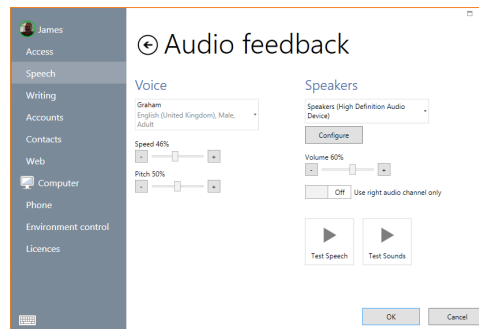 James
Access
Speech
Writing
Accounts
Contacts
Web
Computer
Phone
Environment control
Licences
Audio feedback
Voice
Graham
English (United Kingdom), Male,
Adult
Speed 46%
-
+
Pitch 50%
-
+
Speakers
Speakers (High Definition Audio
Device)
Configure
Volume 60%
-
+
Off Use right audio channel only
Test Speech Test Sounds
OK Cancel